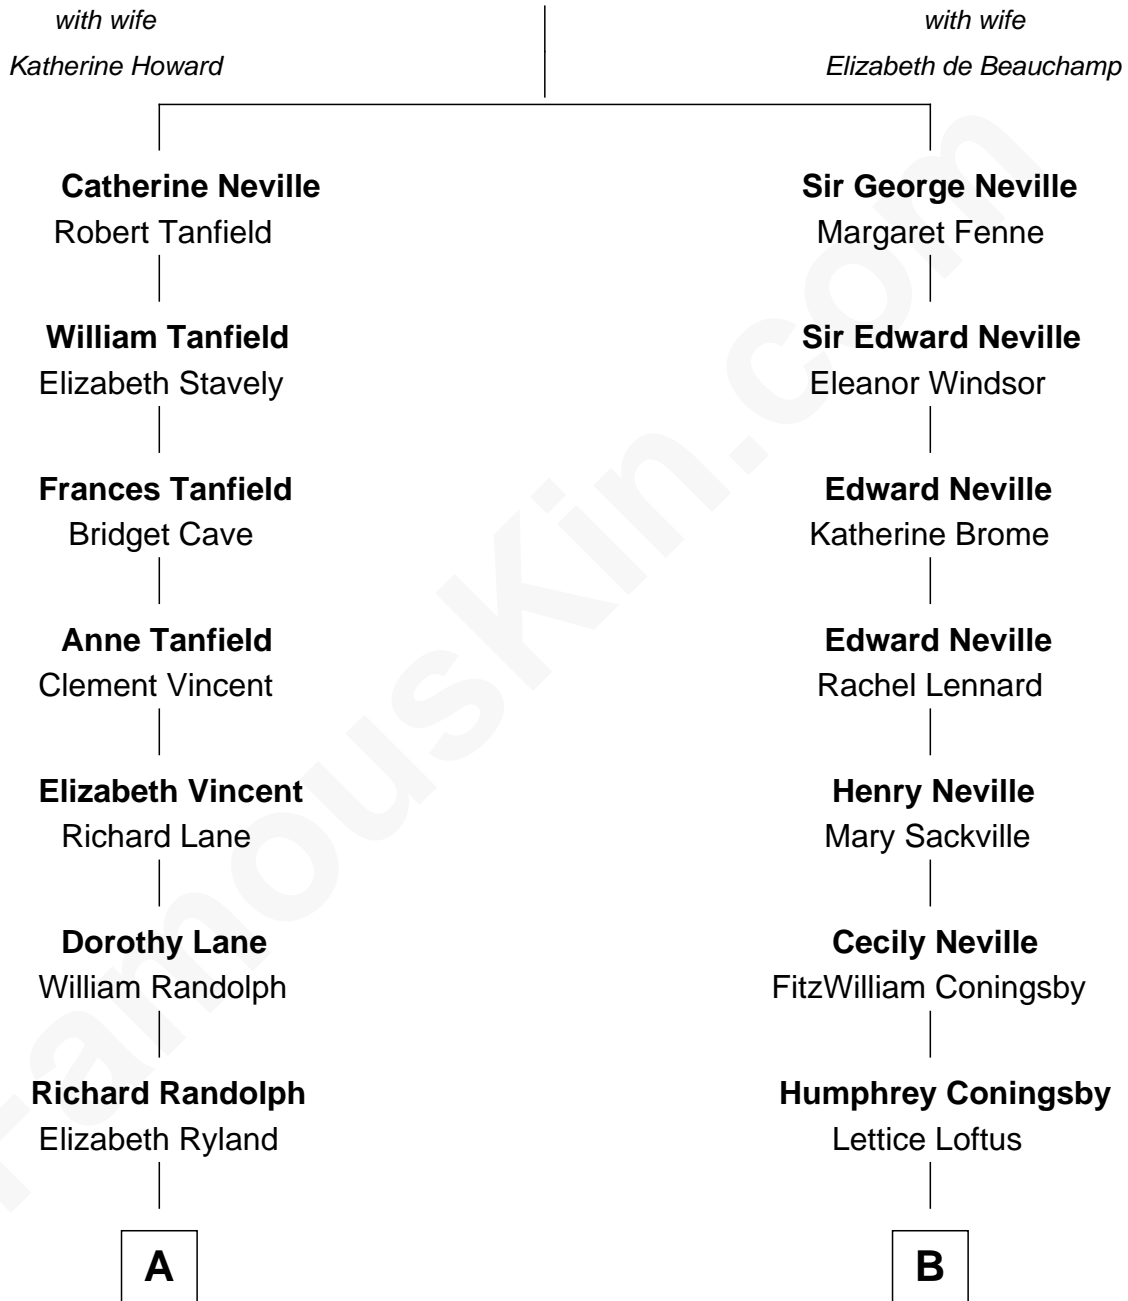 with wife
Katherine Howard
with wife
Elizabeth de Beauchamp
Catherine Neville
Robert Tanfield
Sir George Neville
Margaret Fenne
William Tanfield
Elizabeth Stavely
Sir Edward Neville
Eleanor Windsor
Frances Tanfield
Bridget Cave
Edward Neville
Katherine Brome
Anne Tanfield
Clement Vincent
Edward Neville
Rachel Lennard
Elizabeth Vincent
Richard Lane
Henry Neville
Mary Sackville
Dorothy Lane
William Randolph
Cecily Neville
FitzWilliam Coningsby
Richard Randolph
Elizabeth Ryland
Humphrey Coningsby
Lettice Loftus
A
B
FamousKin.com